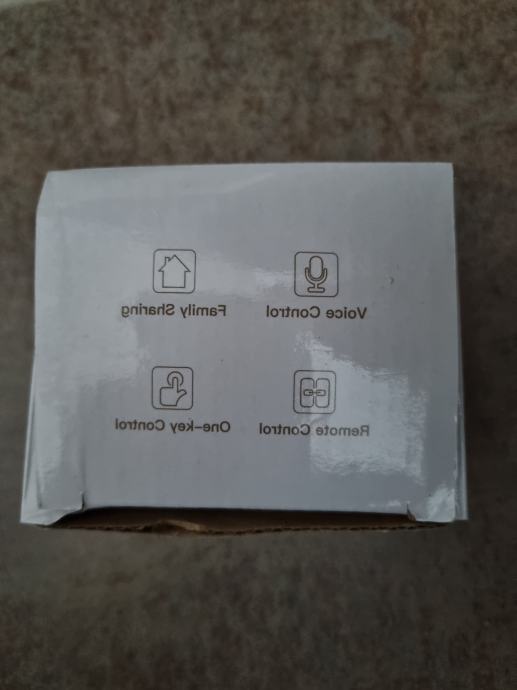 Voice Control
Family Sharing
Remote Control
One-key Control